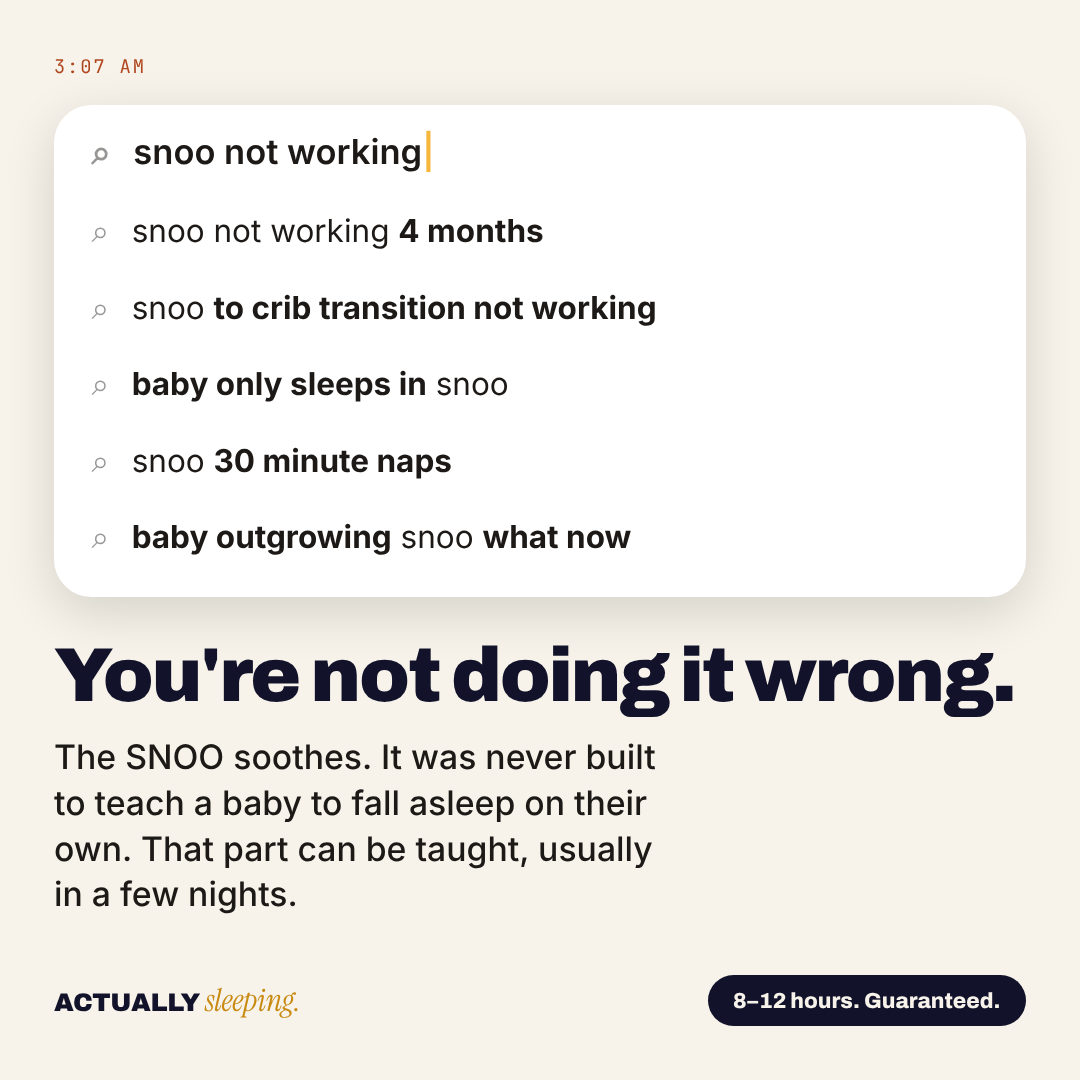 3:07 AM
snoo not working
snoo not working 4 months
snoo to crib transition not working
baby only sleeps in snoo
snoo 30 minute naps
baby outgrowing snoo what now
You're not doing it wrong.
The SNOO soothes. It was never built
to teach a baby to fall asleep on their
own. That part can be taught, usually
in a few nights.
ACTUALLY sleeping.
8–12 hours. Guaranteed.